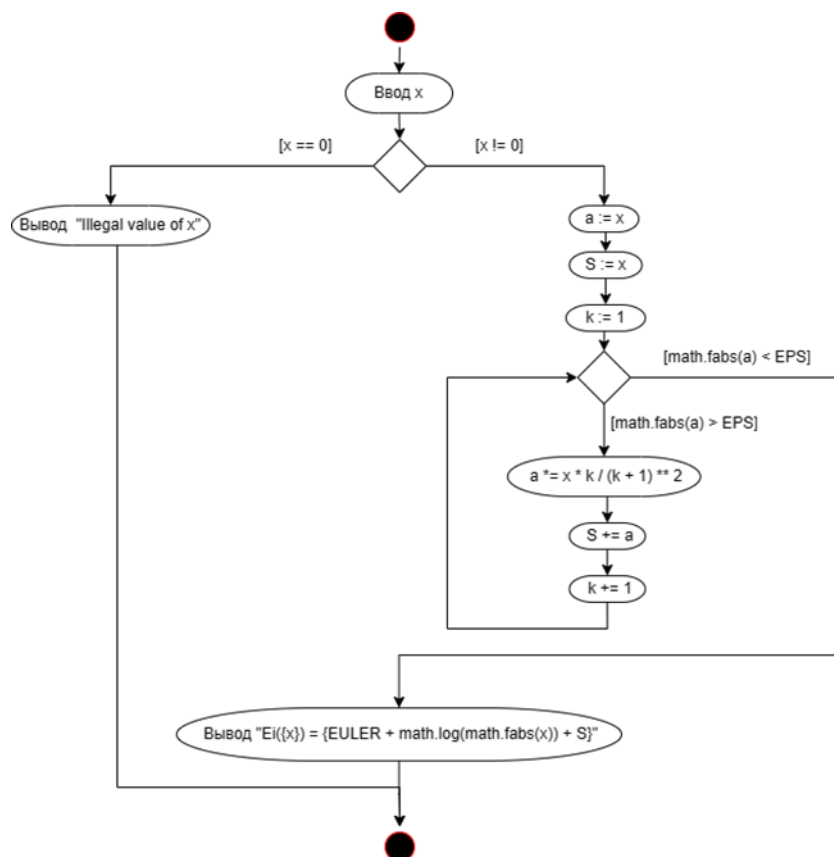 Ввод x
[x == 0]
[x != 0]
Вывод "Illegal value of x"
a := x
S := x
k := 1
[math.fabs(a) < EPS]
[math.fabs(a) > EPS]
a *= x * k / (k + 1) ** 2
S += a
k += 1
Вывод "Ei({x}) = {EULER + math.log(math.fabs(x)) + S}"